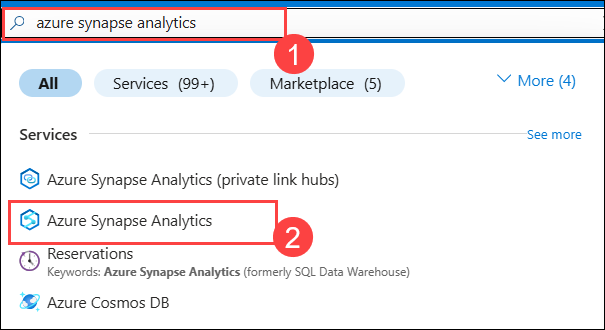 azure synapse analytics
1
All Services (99+) Marketplace (5) More (4)
Services See more
Azure Synapse Analytics (private link hubs)
Azure Synapse Analytics
2
Reservations
Keywords: Azure Synapse Analytics (formerly SQL Data Warehouse)
Azure Cosmos DB